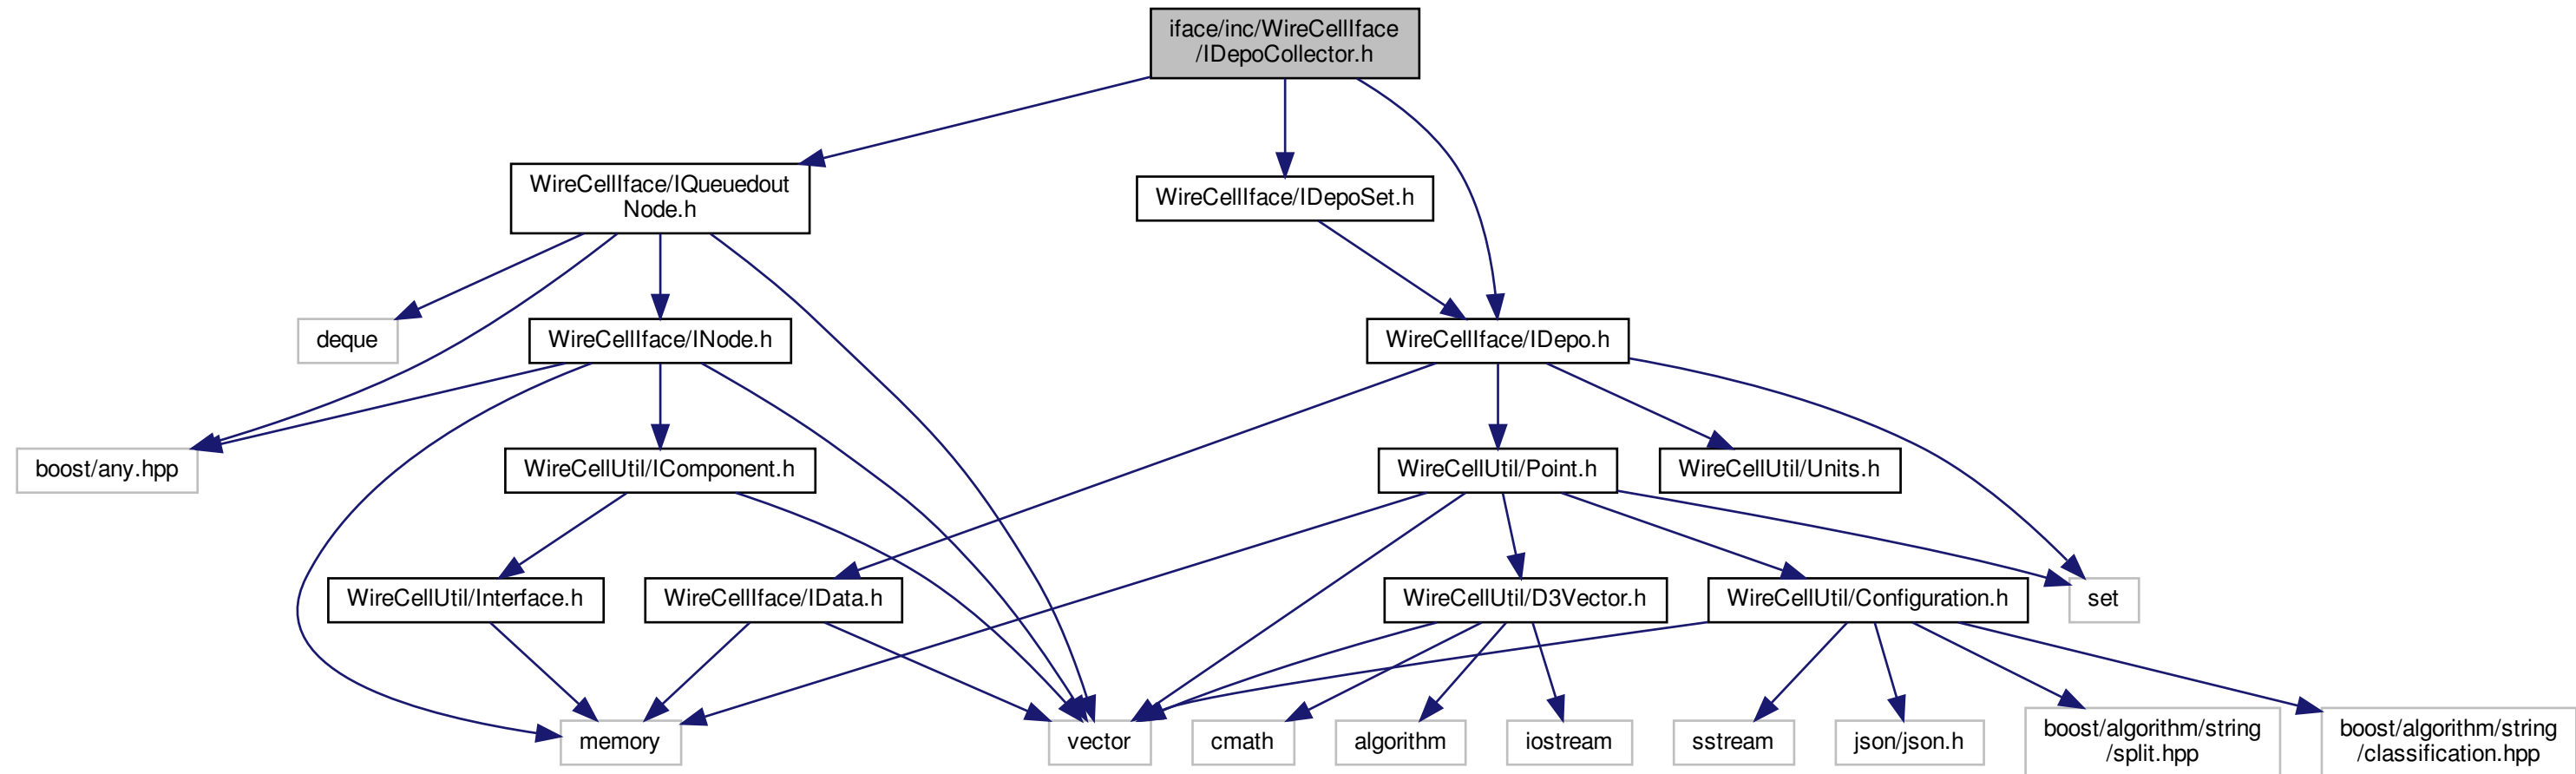 iface/inc/WireCellIface
/IDepoCollector.h
WireCellIface/IQueuedout
Node.h
WireCellIface/IDepoSet.h
deque
WireCellIface/INode.h
WireCellIface/IDepo.h
boost/any.hpp
WireCellUtil/IComponent.h
WireCellUtil/Point.h
WireCellUtil/Units.h
WireCellUtil/Interface.h
WireCellIface/IData.h
WireCellUtil/D3Vector.h
WireCellUtil/Configuration.h
set
memory
vector
cmath
algorithm
iostream
sstream
json/json.h
boost/algorithm/string
/split.hpp
boost/algorithm/string
/classification.hpp